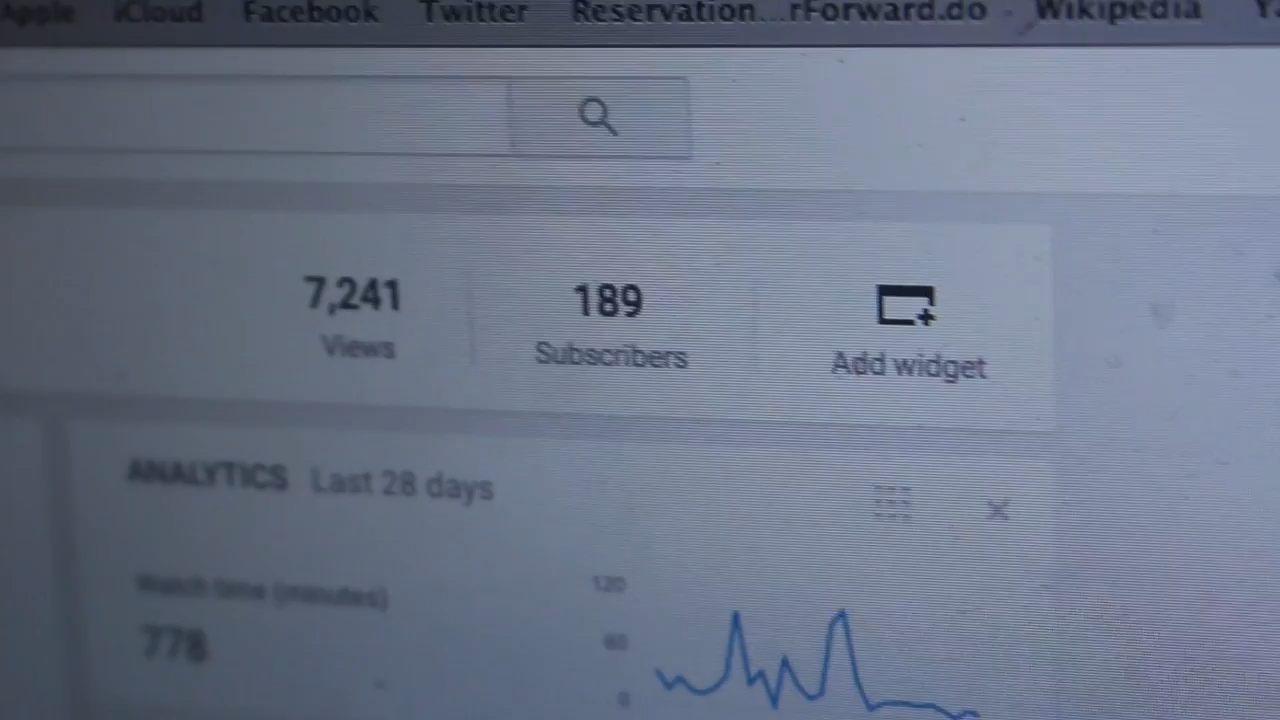 Apple iCloud Facebook Twitter Reservation...rForward.do Wikipedia
7,241 189
Views Subscribers Add widget
ANALYTICS Last 28 days
Watch time (minutes) 120
778 60
0